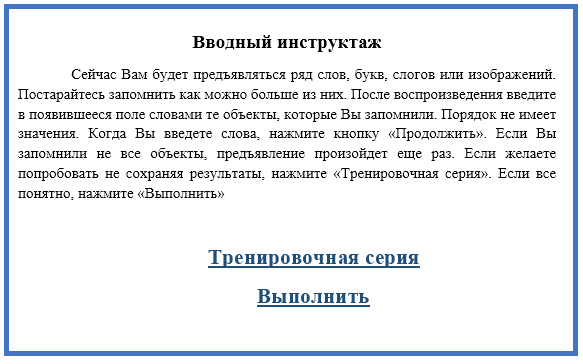 Вводный инструктаж
Сейчас Вам будет предъявляться ряд слов, букв, слогов или изображений.
Постарайтесь запомнить как можно больше из них. После воспроизведения введите
в появившееся поле словами те объекты, которые Вы запомнили. Порядок не имеет
значения. Когда Вы введете слова, нажмите кнопку «Продолжить». Если Вы
запомнили не все объекты, предъявление произойдет еще раз. Если желаете
попробовать не сохраняя результаты, нажмите «Тренировочная серия». Если все
понятно, нажмите «Выполнить»
Тренировочная серия
Выполнить